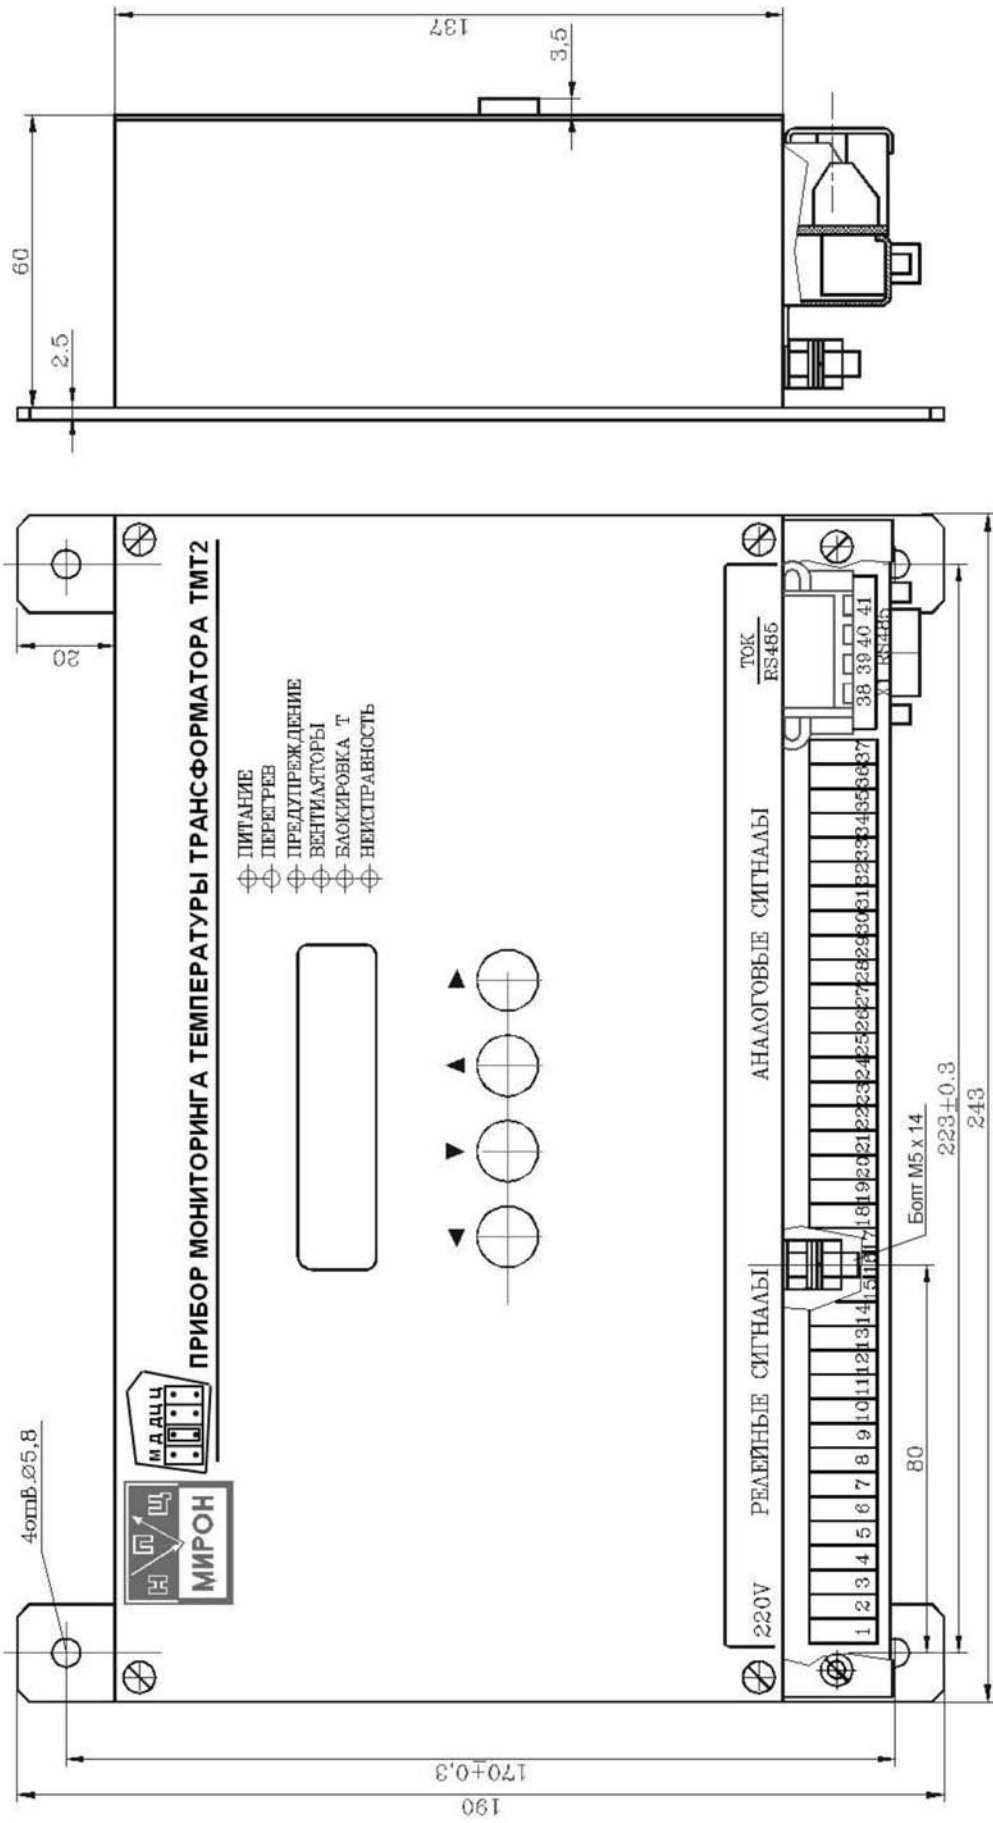 4отв.Ø5,8
190
170±0,3
20
Н П Ц
МИРОН
М Д Д Ц Ц
ПРИБОР МОНИТОРИНГА ТЕМПЕРАТУРЫ ТРАНСФОРМАТОРА ТМТ2
ПИТАНИЕ
ПЕРЕГРЕВ
ПРЕДУПРЕЖДЕНИЕ
ВЕНТИЛЯТОРЫ
БЛОКИРОВКА Т
НЕИСПРАВНОСТЬ
◄ ▼ ▲ ►
220V РЕЛЕЙНЫЕ СИГНАЛЫ АНАЛОГОВЫЕ СИГНАЛЫ
ТОК
RS485
1 2 3 4 5 6 7 8 9 10 11 12 13 14 15 16 17 18 19 20 21 22 23 24 25 26 27 28 29 30 31 32 33 34 35 36 37
38 39 40 41
X1 RS485
Болт М5 х 14
80
223±0.3
243
2.5
60
137
3,5